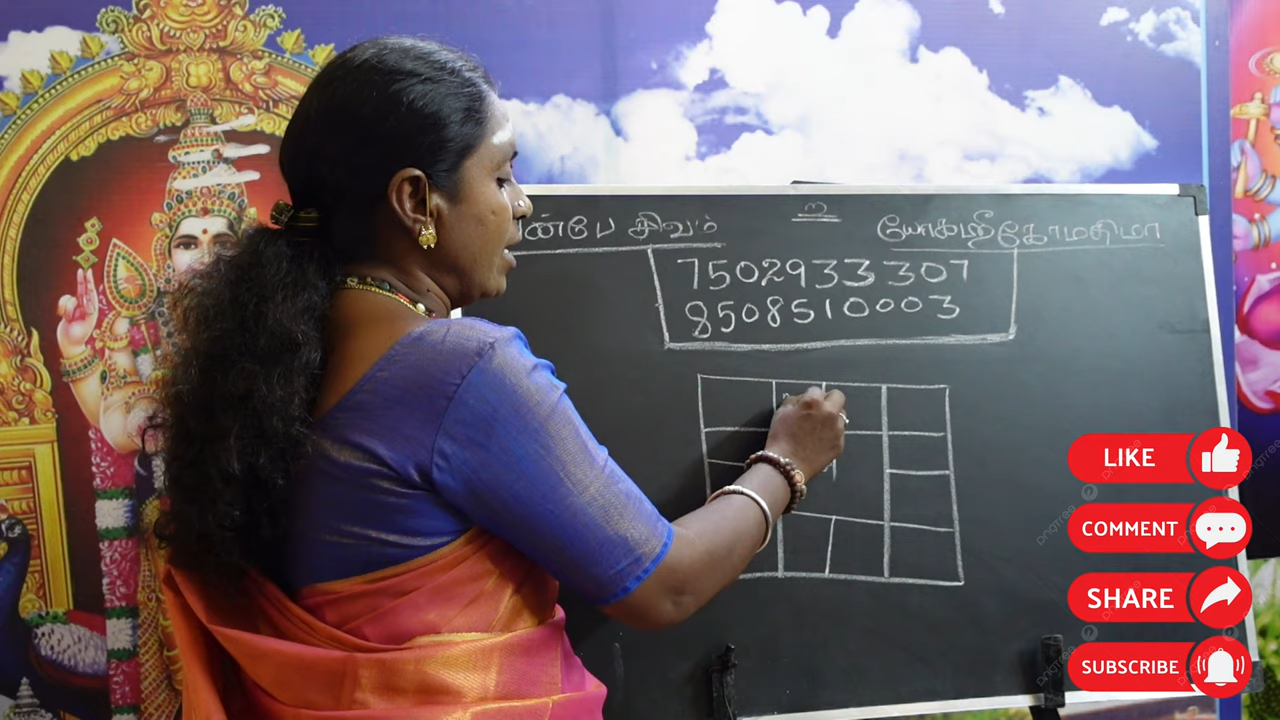 ன்பே சிவம் உ யோகஸ்ரீ கோமதிமா
7502933307
8508510003
LIKE
COMMENT
SHARE
SUBSCRIBE